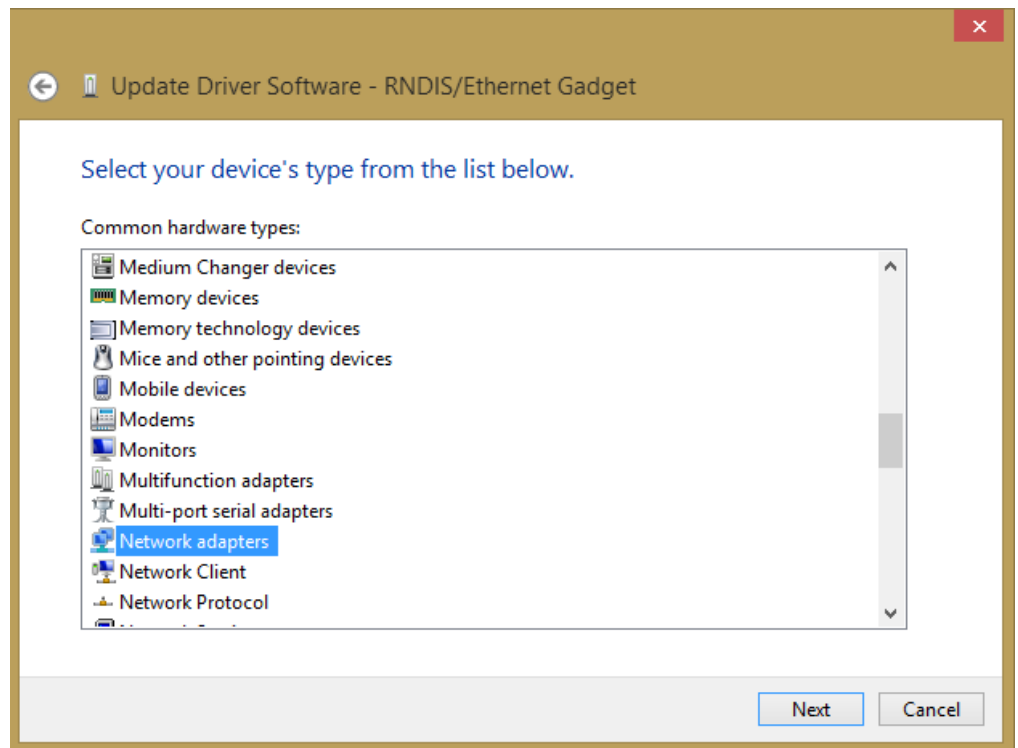 Update Driver Software - RNDIS/Ethernet Gadget
Select your device's type from the list below.
Common hardware types:
Medium Changer devices
Memory devices
Memory technology devices
Mice and other pointing devices
Mobile devices
Modems
Monitors
Multifunction adapters
Multi-port serial adapters
Network adapters
Network Client
Network Protocol
Next
Cancel